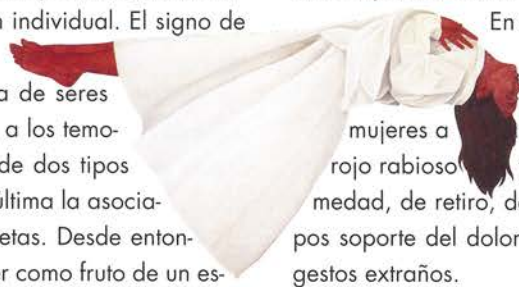 n individual. El signo de
a de seres
a los temo-
de dos tipos
última la asocia-
etas. Desde enton-
er como fruto de un es-
En
mujeres a
rojo rabioso
medad, de retiro, de
pos soporte del dolor
gestos extraños.